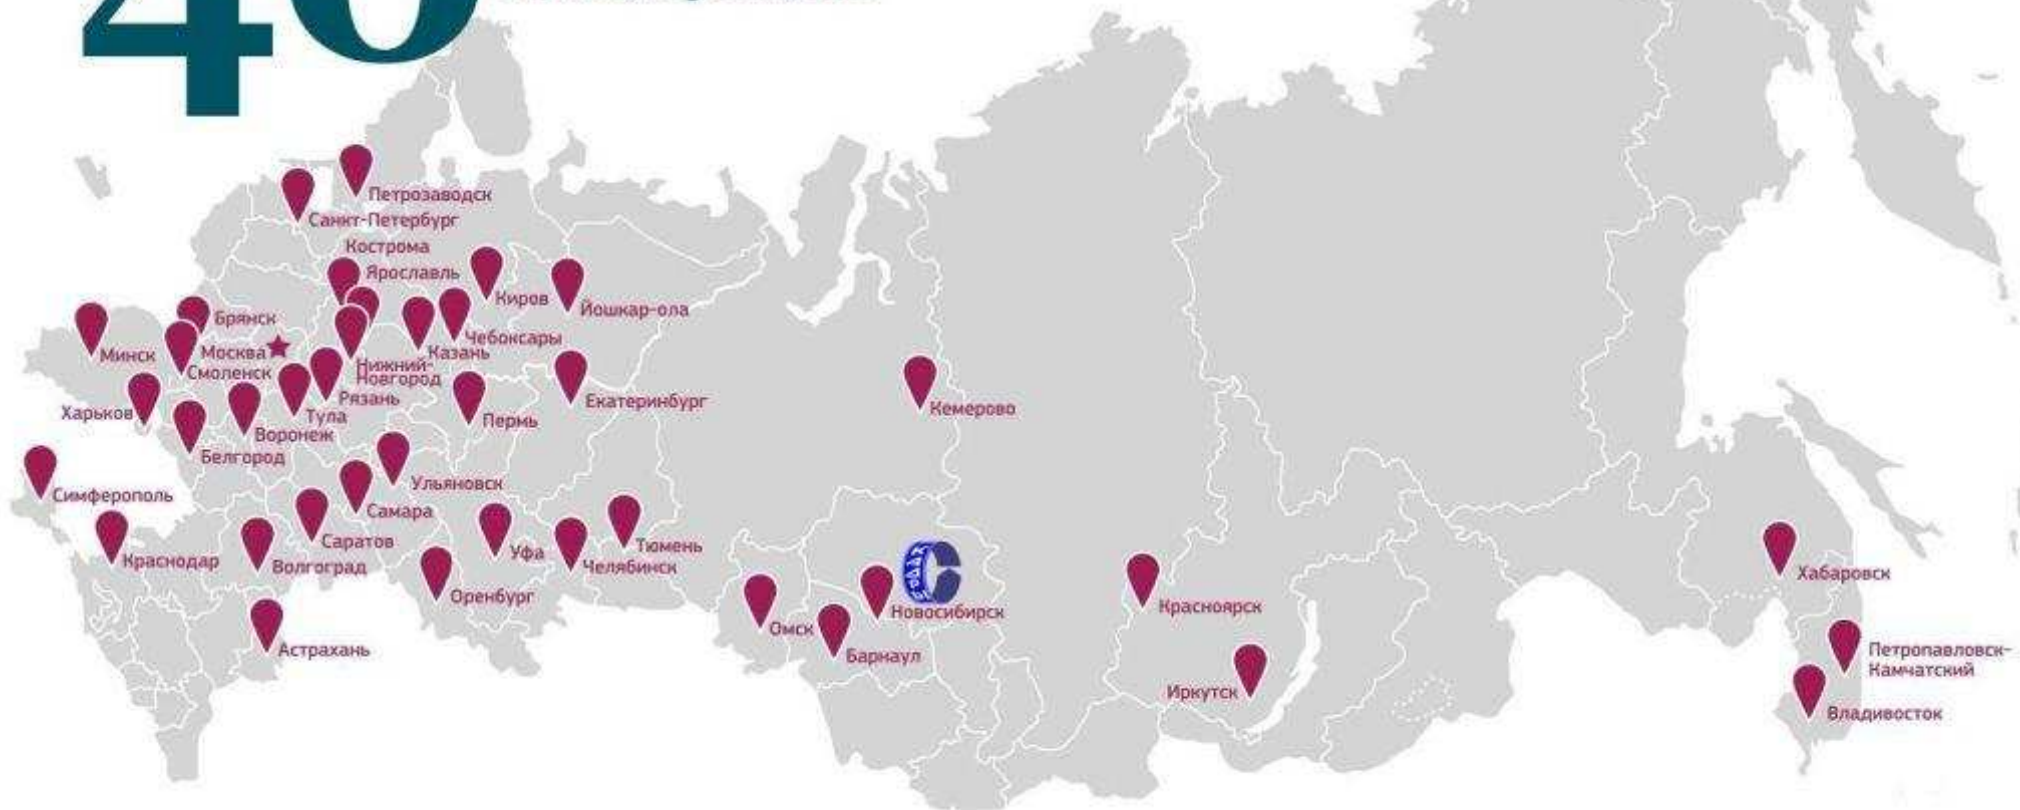 40
Петрозаводск
Санкт-Петербург
Кострома
Ярославль
Киров
Йошкар-ола
Брянск
Чебоксары
Минск
Москва
Казань
Смоленск
Нижний-
Новгород
Рязань
Екатеринбург
Кемерово
Харьков
Тула
Пермь
Воронеж
Белгород
Ульяновск
Симферополь
Самара
Саратов
Тюмень
Уфа
Краснодар
Волгоград
Челябинск
Хабаровск
Оренбург
Красноярск
Новосибирск
Омск
Астрахань
Барнаул
Петропавловск-
Камчатский
Иркутск
Владивосток